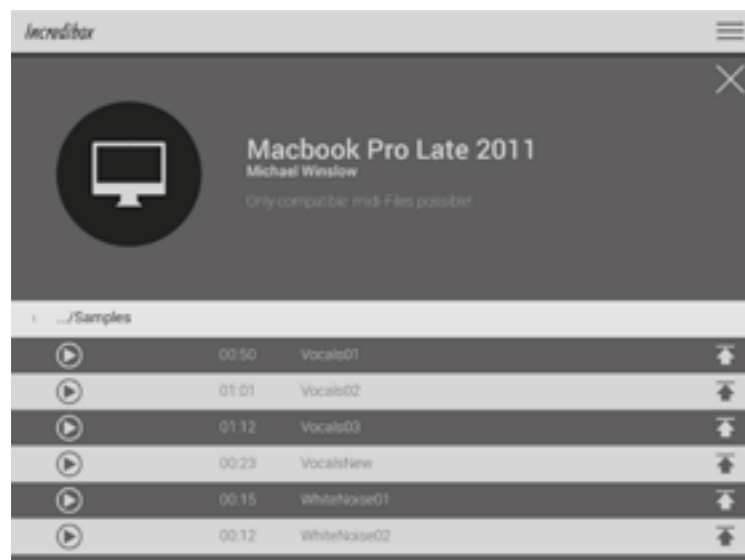 Incredibox
Macbook Pro Late 2011
Michael Winslow
Only compatible midi-Files possible!
‹ .../Samples
00:50 Vocals01
01:01 Vocals02
01:12 Vocals03
00:23 VocalsNew
00:15 WhiteNoise01
00:12 WhiteNoise02